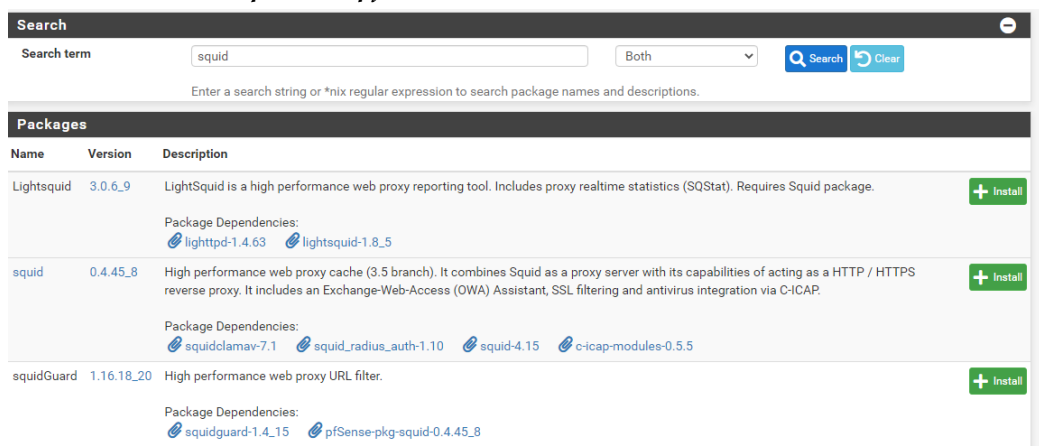 Search
Search term squid Both Search Clear
Enter a search string or *nix regular expression to search package names and descriptions.
Packages
Name Version Description
Lightsquid 3.0.6_9 LightSquid is a high performance web proxy reporting tool. Includes proxy realtime statistics (SQStat). Requires Squid package. Install
Package Dependencies:
lighttpd-1.4.63 lightsquid-1.8_5
squid 0.4.45_8 High performance web proxy cache (3.5 branch). It combines Squid as a proxy server with its capabilities of acting as a HTTP / HTTPS Install
reverse proxy. It includes an Exchange-Web-Access (OWA) Assistant, SSL filtering and antivirus integration via C-ICAP.
Package Dependencies:
squidclamav-7.1 squid_radius_auth-1.10 squid-4.15 c-icap-modules-0.5.5
squidGuard 1.16.18_20 High performance web proxy URL filter. Install
Package Dependencies:
squidguard-1.4_15 pfSense-pkg-squid-0.4.45_8